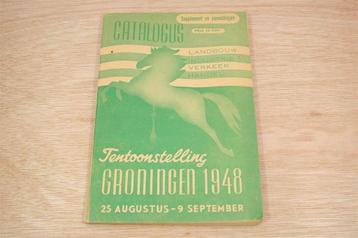 Supplement en aanvullingen
CATALOGUS
LANDBOUW
VERKEER
HANDEL
Tentoonstelling
GRONINGEN 1948
25 AUGUSTUS - 9 SEPTEMBER